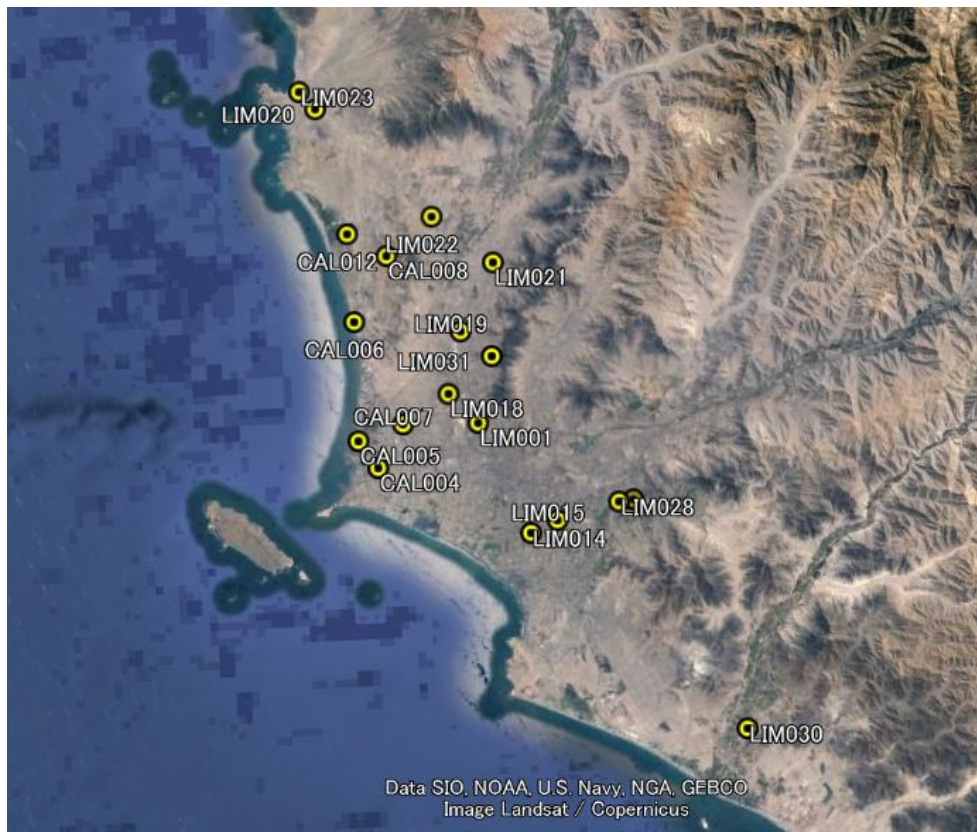 LIM023
LIM020
LIM022
CAL012
CAL008
LIM021
LIM019
CAL006
LIM031
LIM018
CAL007
LIM001
CAL005
CAL004
LIM028
LIM015
LIM014
LIM030
Data SIO, NOAA, U.S. Navy, NGA, GEBCO
Image Landsat / Copernicus